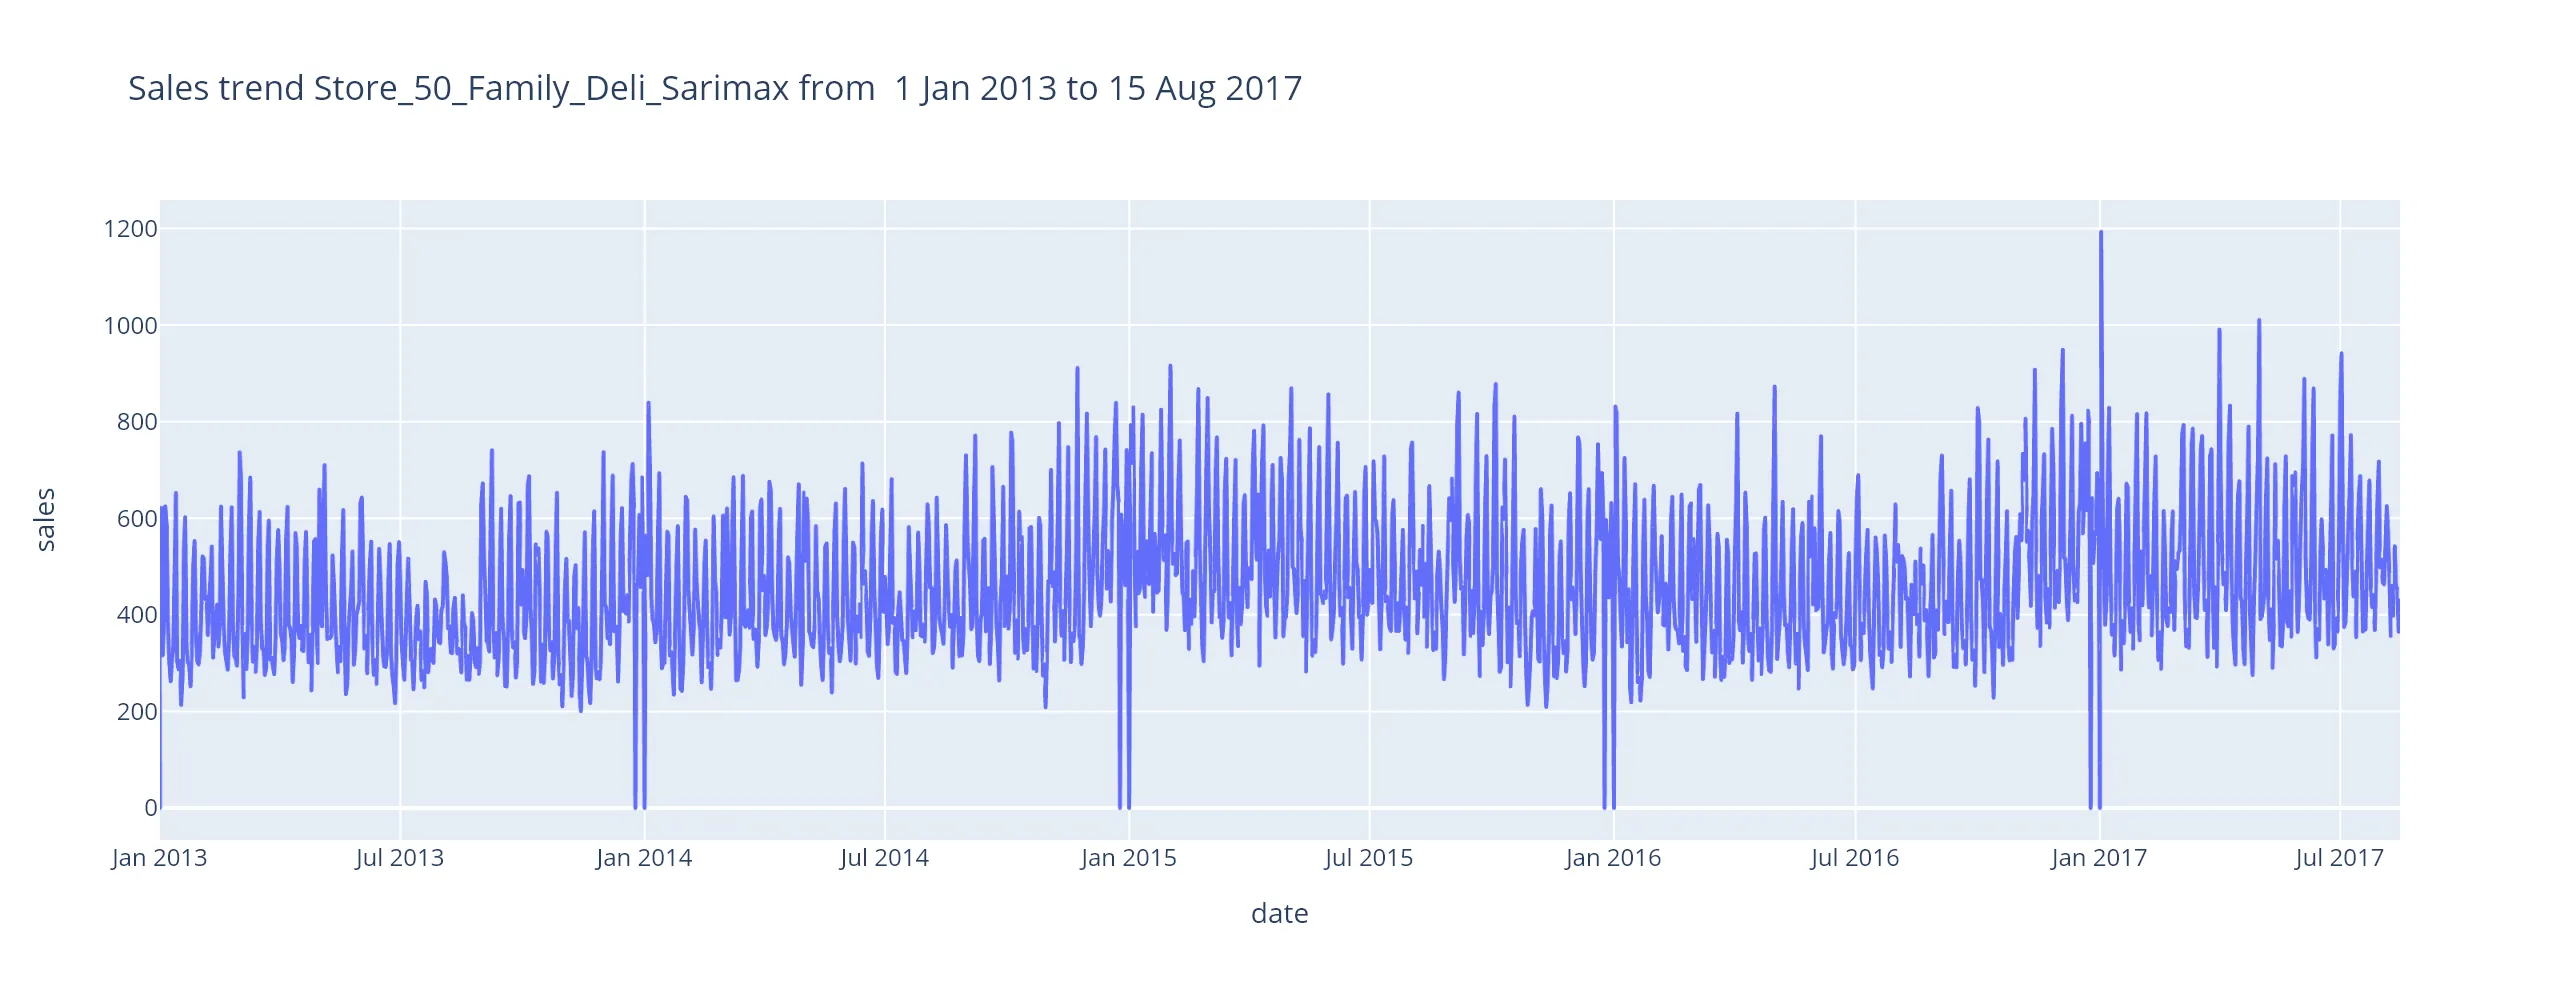 Sales trend Store_50_Family_Deli_Sarimax from  1 Jan 2013 to 15 Aug 2017
1200
1000
800
600
400
200
0
sales
Jan 2013 Jul 2013 Jan 2014 Jul 2014 Jan 2015 Jul 2015 Jan 2016 Jul 2016 Jan 2017 Jul 2017
date